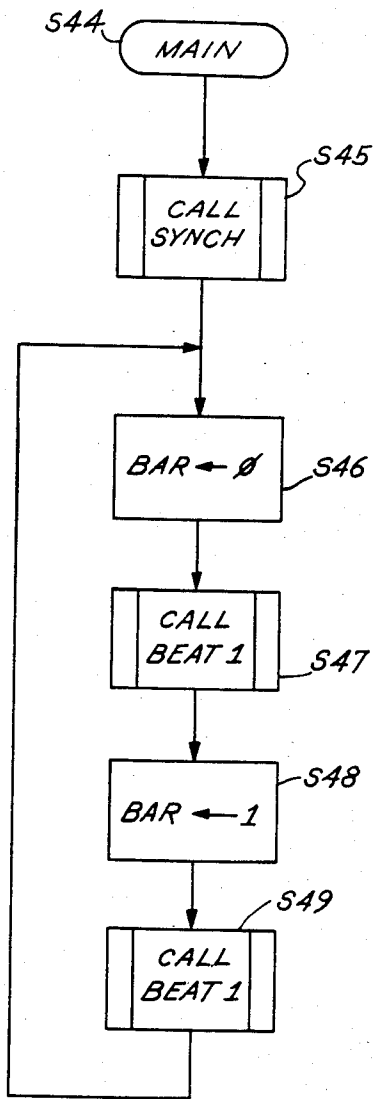 S44
MAIN
S45
CALL
SYNCH
BAR ← Ø
S46
CALL
BEAT 1
S47
S48
BAR ← 1
S49
CALL
BEAT 1